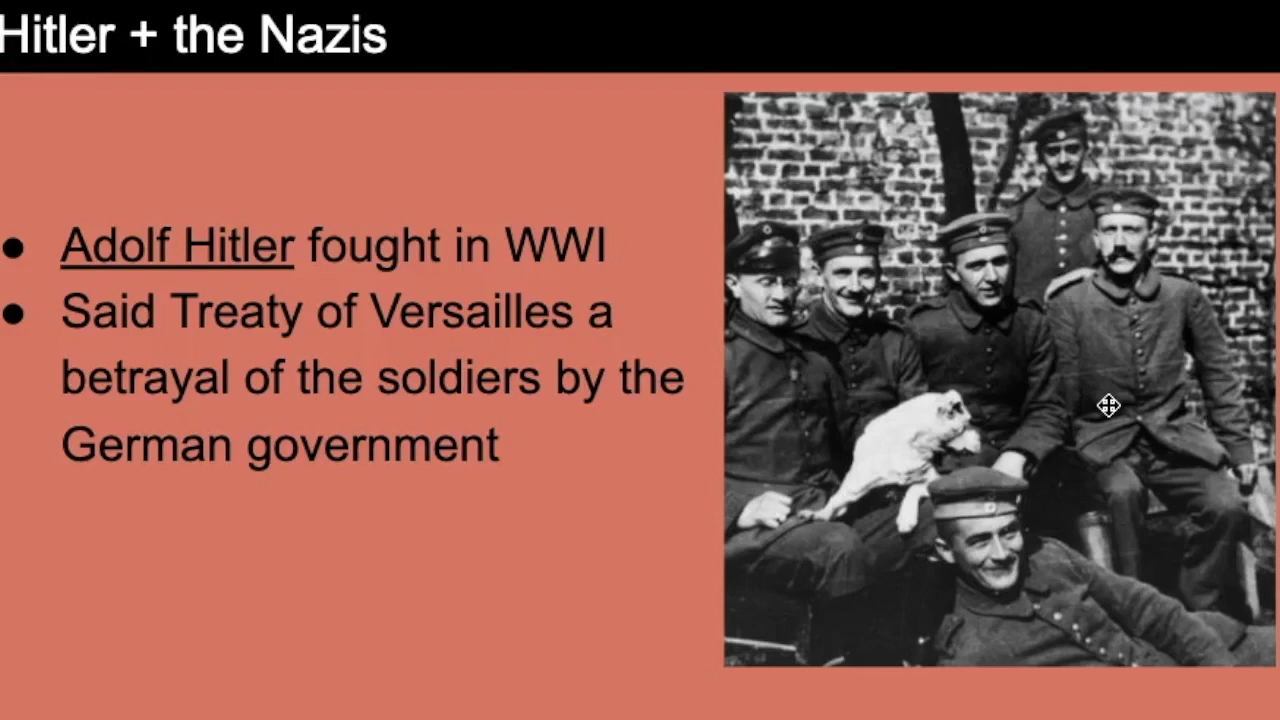 Hitler + the Nazis
● Adolf Hitler fought in WWI
● Said Treaty of Versailles a
betrayal of the soldiers by the
German government